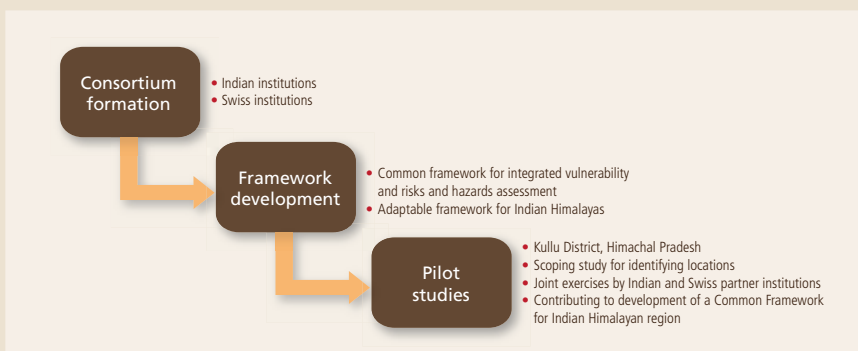 Consortium
formation
• Indian institutions
• Swiss institutions
Framework
development
• Common framework for integrated vulnerability
and risks and hazards assessment
• Adaptable framework for Indian Himalayas
Pilot
studies
• Kullu District, Himachal Pradesh
• Scoping study for identifying locations
• Joint exercises by Indian and Swiss partner institutions
• Contributing to development of a Common Framework
for Indian Himalayan region